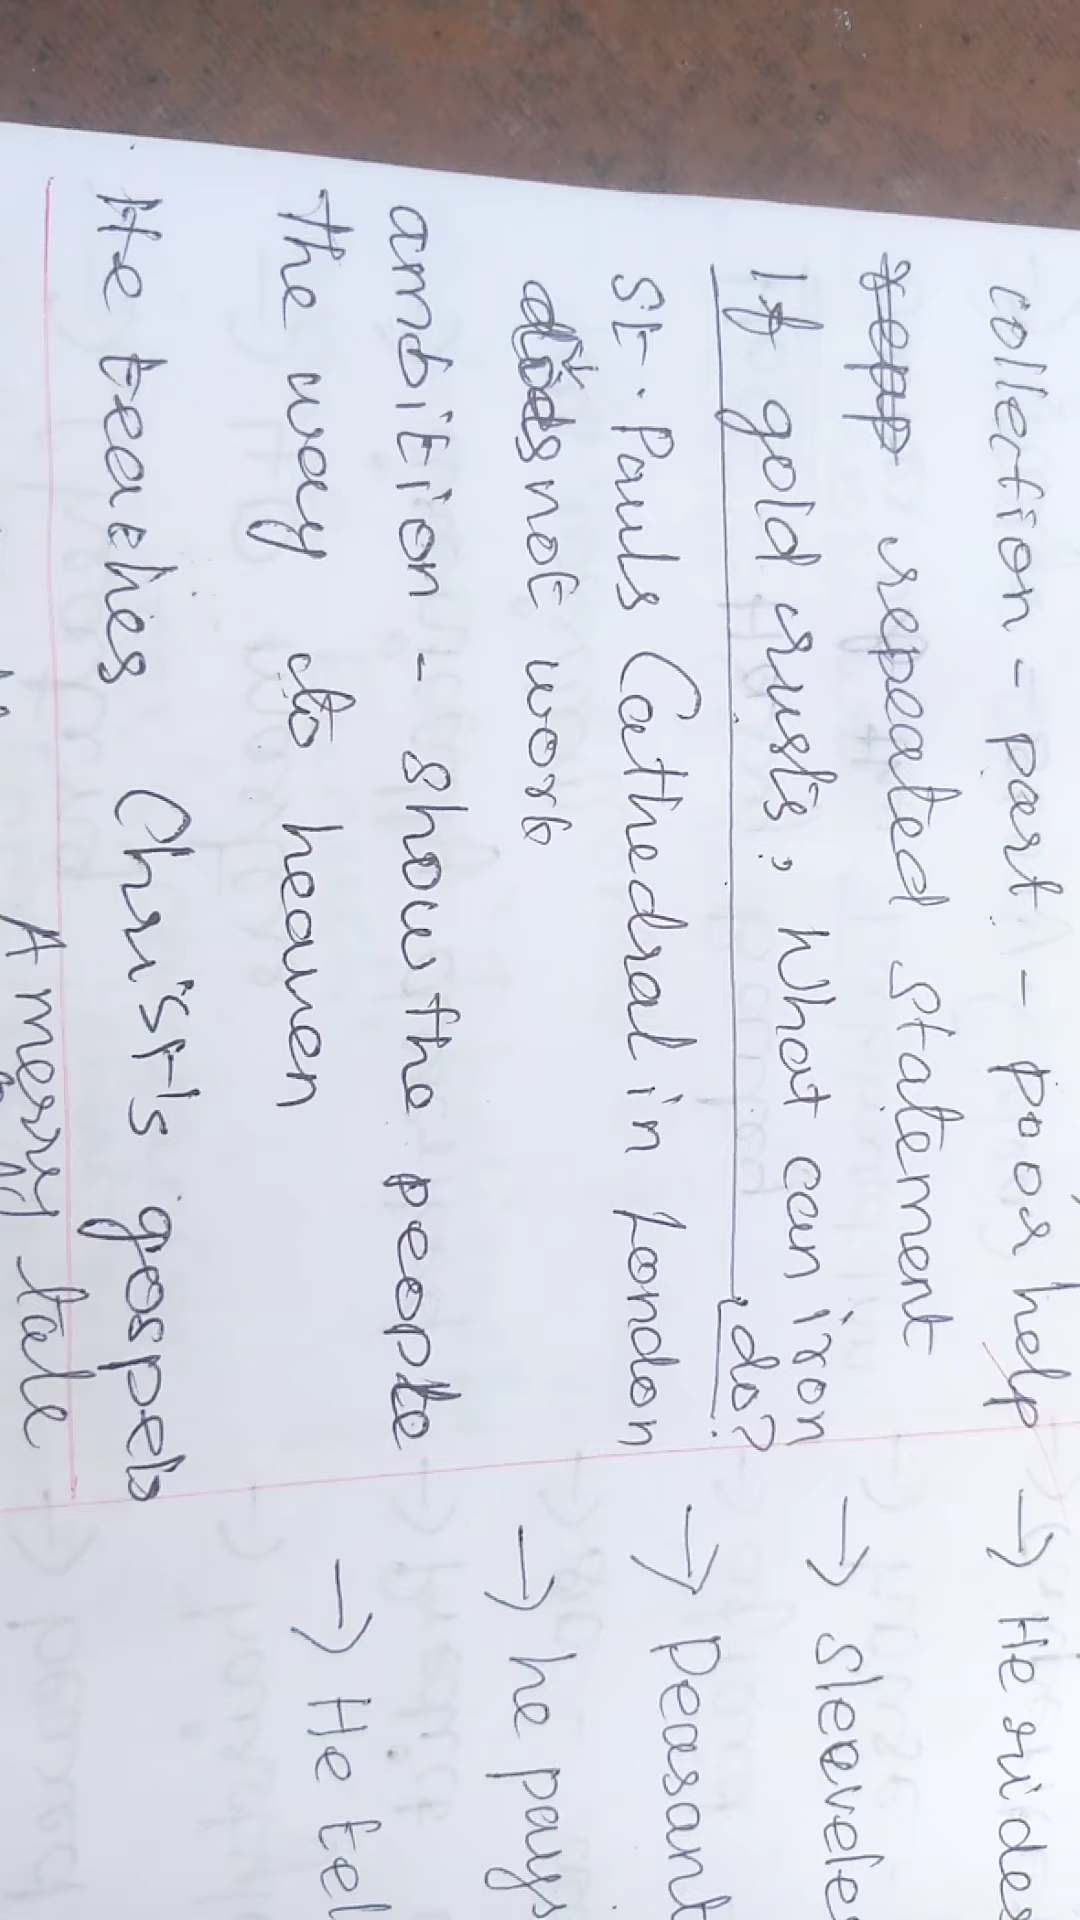 collection - part - poor help
repeated statement
If gold rusts, what can iron
do?
St. Pauls Cathedral in London
does not work
ambition - show the people
the way to heaven
He teaches Christ's gospels
A merry tale
→ He rides
→ sleevele
→ peasant
→ he pays
→ He tel